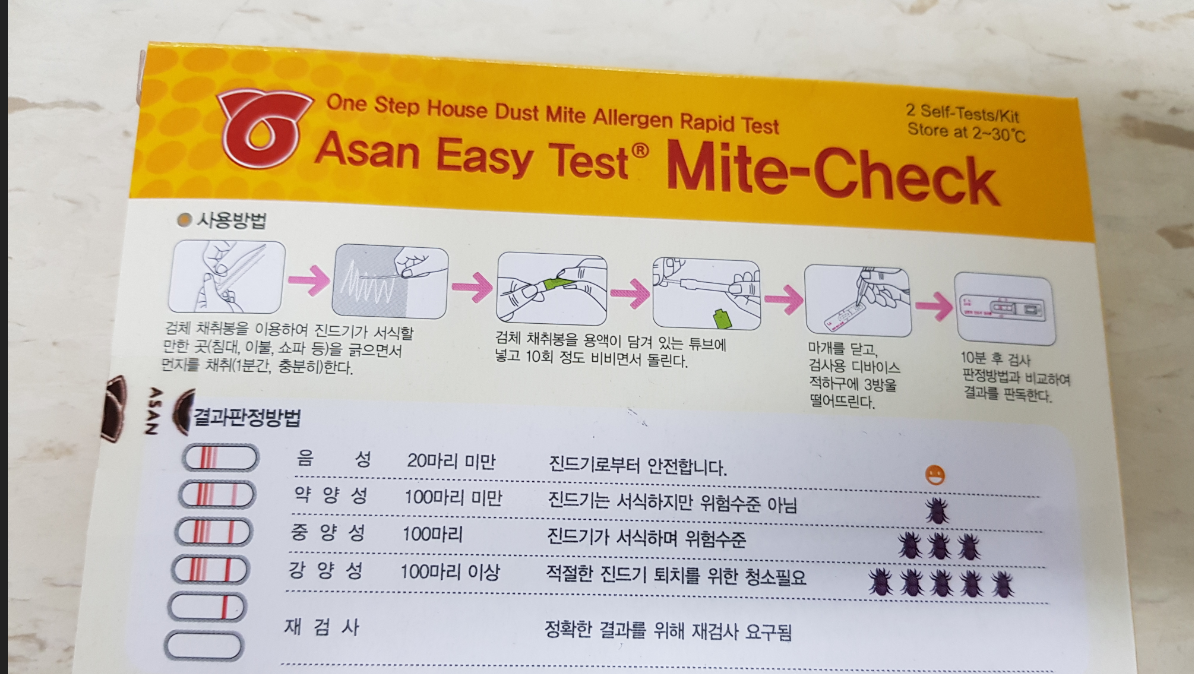 One Step House Dust Mite Allergen Rapid Test
2 Self-Tests/Kit
Store at 2~30℃
Asan Easy Test® Mite-Check
사용방법
검체 채취봉을 이용하여 진드기가 서식할
만한 곳(침대, 이불, 쇼파 등)을 긁으면서
먼지를 채취(1분간, 충분히)한다.
검체 채취봉을 용액이 담겨 있는 튜브에
넣고 10회 정도 비비면서 돌린다.
마개를 닫고,
검사용 디바이스
적하구에 3방울
떨어뜨린다.
10분 후 검사
판정방법과 비교하여
결과를 판독한다.
ASAN
결과판정방법
음 성 20마리 미만 진드기로부터 안전합니다.
약 양 성 100마리 미만 진드기는 서식하지만 위험수준 아님
중 양 성 100마리 진드기가 서식하며 위험수준
강 양 성 100마리 이상 적절한 진드기 퇴치를 위한 청소필요
재 검 사 정확한 결과를 위해 재검사 요구됨